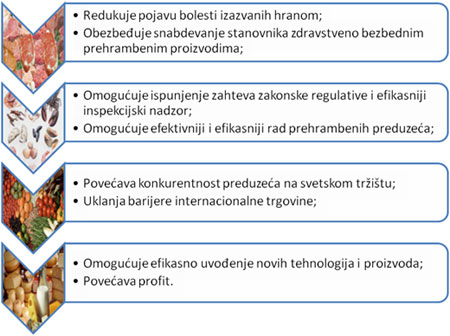 • Redukuje pojavu bolesti izazvanih hranom;
• Obezbeđuje snabdevanje stanovnika zdravstveno bezbednim
prehrambenim proizvodima;
• Omogućuje ispunjenje zahteva zakonske regulative i efikasniji
inspekcijski nadzor;
• Omogućuje efektivniji i efikasniji rad prehrambenih preduzeća;
• Povećava konkurentnost preduzeća na svetskom tržištu;
• Uklanja barijere internacionalne trgovine;
• Omogućuje efikasno uvođenje novih tehnologija i proizvoda;
• Povećava profit.